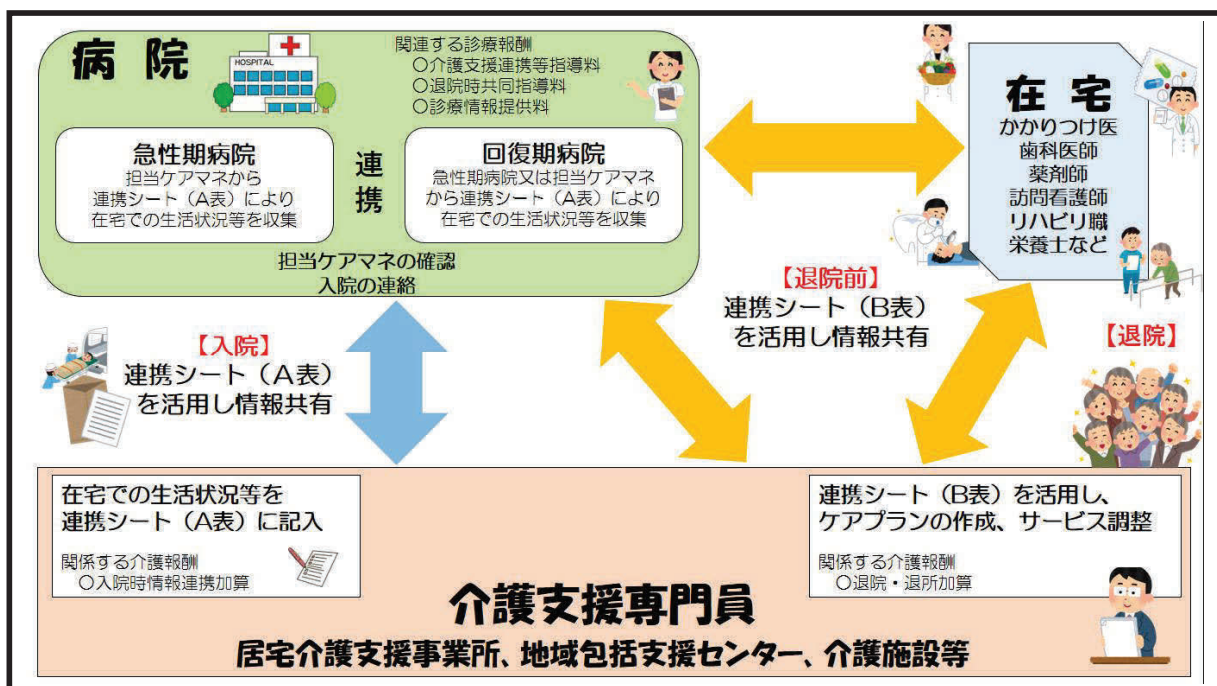 病院
HOSPITAL
関連する診療報酬
〇介護支援連携等指導料
〇退院時共同指導料
〇診療情報提供料
急性期病院
担当ケアマネから
連携シート（A表）により
在宅での生活状況等を収集
連携
回復期病院
急性期病院又は担当ケアマネ
から連携シート（A表）により
在宅での生活状況等を収集
担当ケアマネの確認
入院の連絡
在宅
かかりつけ医
歯科医師
薬剤師
訪問看護師
リハビリ職
栄養士など
【入院】
連携シート（A表）
を活用し情報共有
【退院前】
連携シート（B表）
を活用し情報共有
【退院】
在宅での生活状況等を
連携シート（A表）に記入
関係する介護報酬
〇入院時情報連携加算
連携シート（B表）を活用し、
ケアプランの作成、サービス調整
関係する介護報酬
〇退院・退所加算
介護支援専門員
居宅介護支援事業所、地域包括支援センター、介護施設等